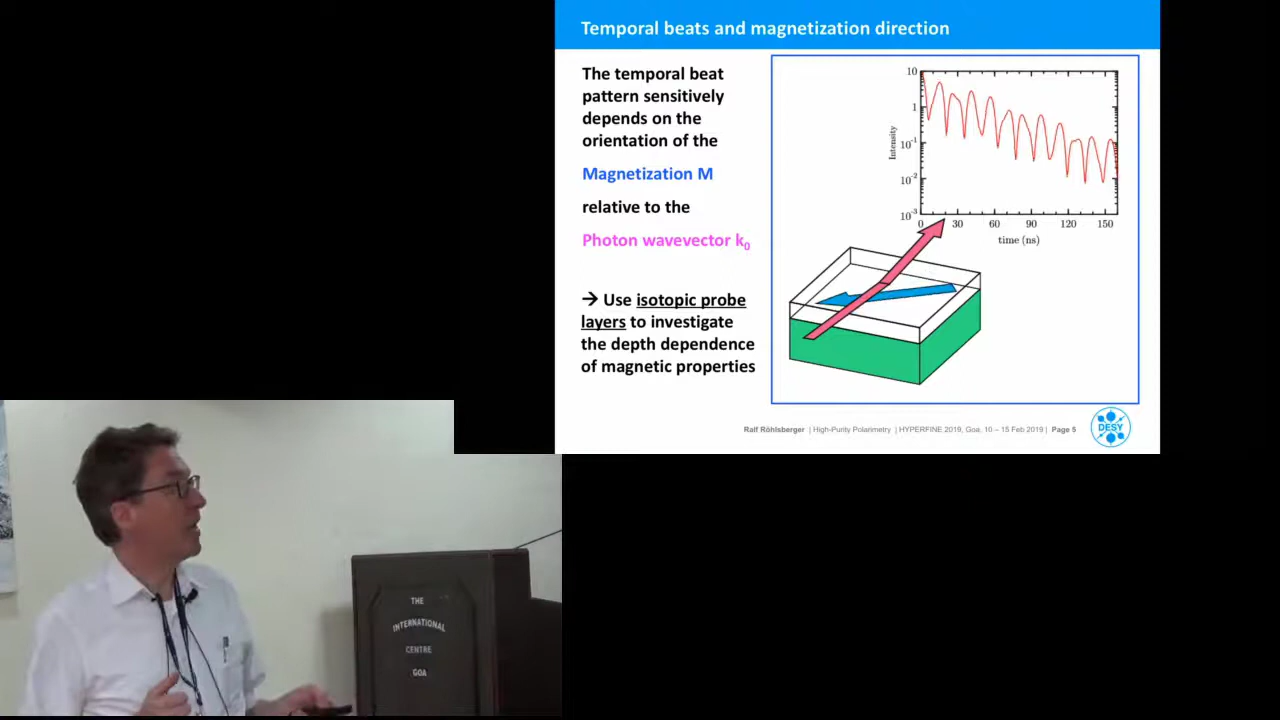 Temporal beats and magnetization direction
The temporal beat
pattern sensitively
depends on the
orientation of the
Magnetization M
relative to the
Photon wavevector k₀
→ Use isotopic probe
layers to investigate
the depth dependence
of magnetic properties
10
1
10⁻¹
10⁻²
10⁻³
Intensity
0 30 60 90 120 150
time (ns)
Ralf Röhlsberger | High-Purity Polarimetry | HYPERFINE 2019, Goa, 10 – 15 Feb 2019 | Page 5
DESY
THE
INTERNATIONAL
CENTRE
GOA